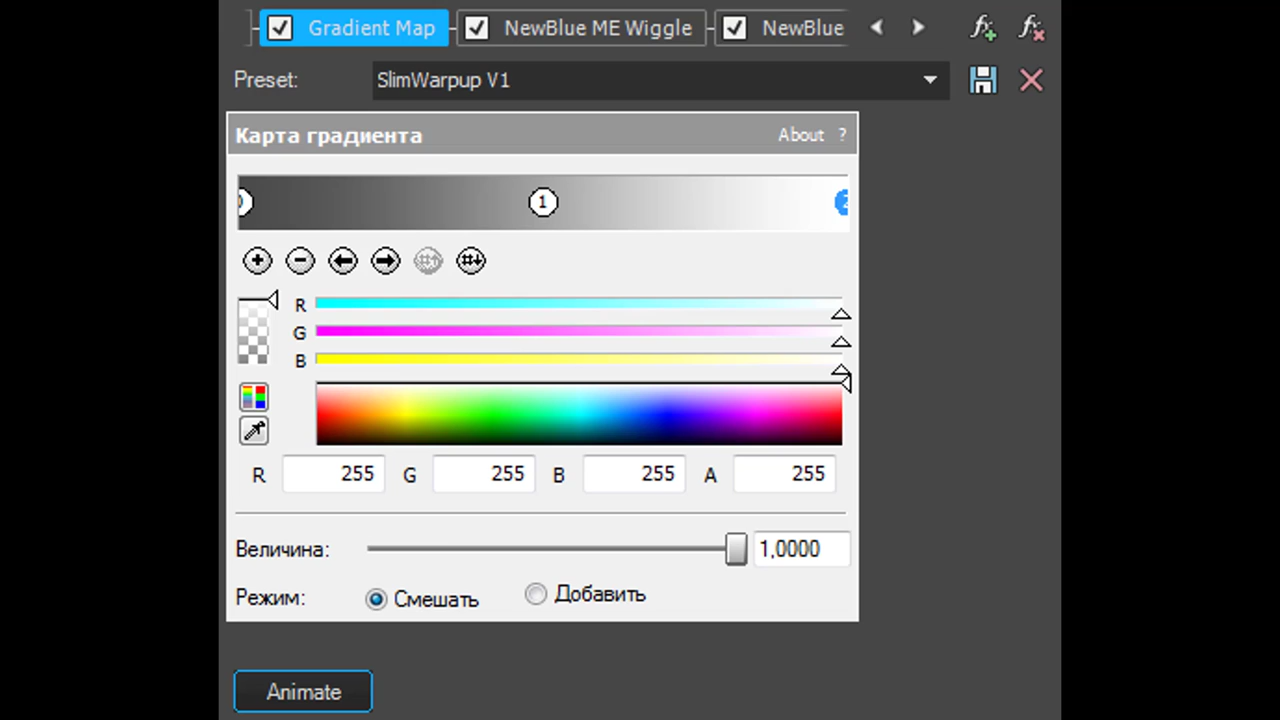 Gradient Map NewBlue ME Wiggle NewBlue
Preset: SlimWarpup V1
Карта градиента About ?
1
R
G
B
R 255 G 255 B 255 A 255
Величина: 1,0000
Режим: Смешать Добавить
Animate